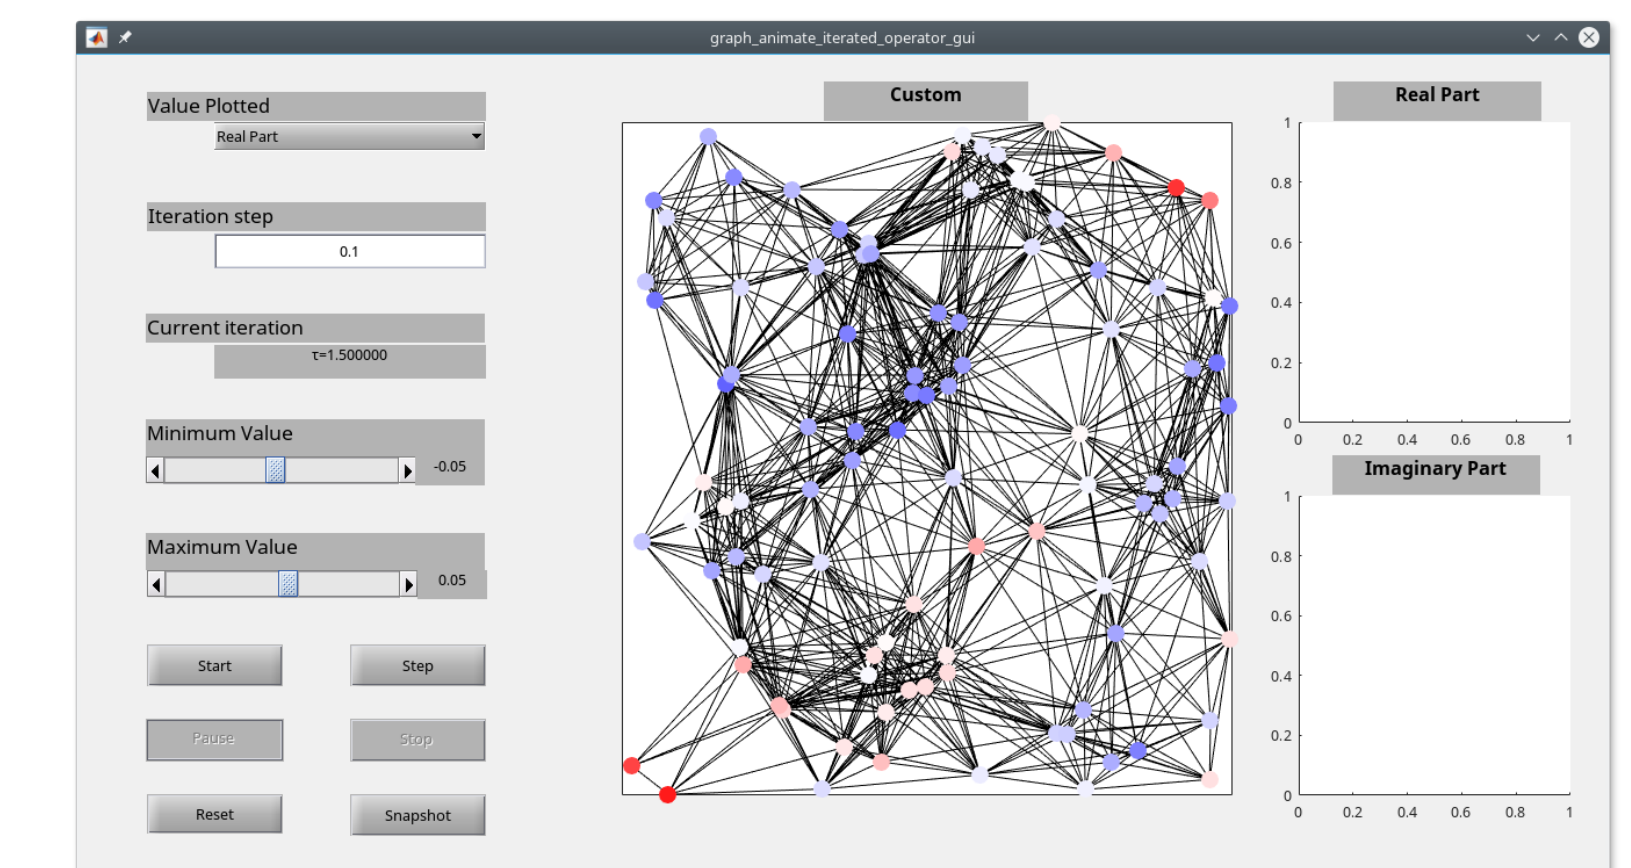 graph_animate_iterated_operator_gui
Value Plotted
Real Part
Iteration step
0.1
Current iteration
τ=1.500000
Minimum Value
-0.05
Maximum Value
0.05
Start
Step
Pause
Stop
Reset
Snapshot
Custom
Real Part
1
0.8
0.6
0.4
0.2
0
0 0.2 0.4 0.6 0.8 1
Imaginary Part
1
0.8
0.6
0.4
0.2
0
0 0.2 0.4 0.6 0.8 1